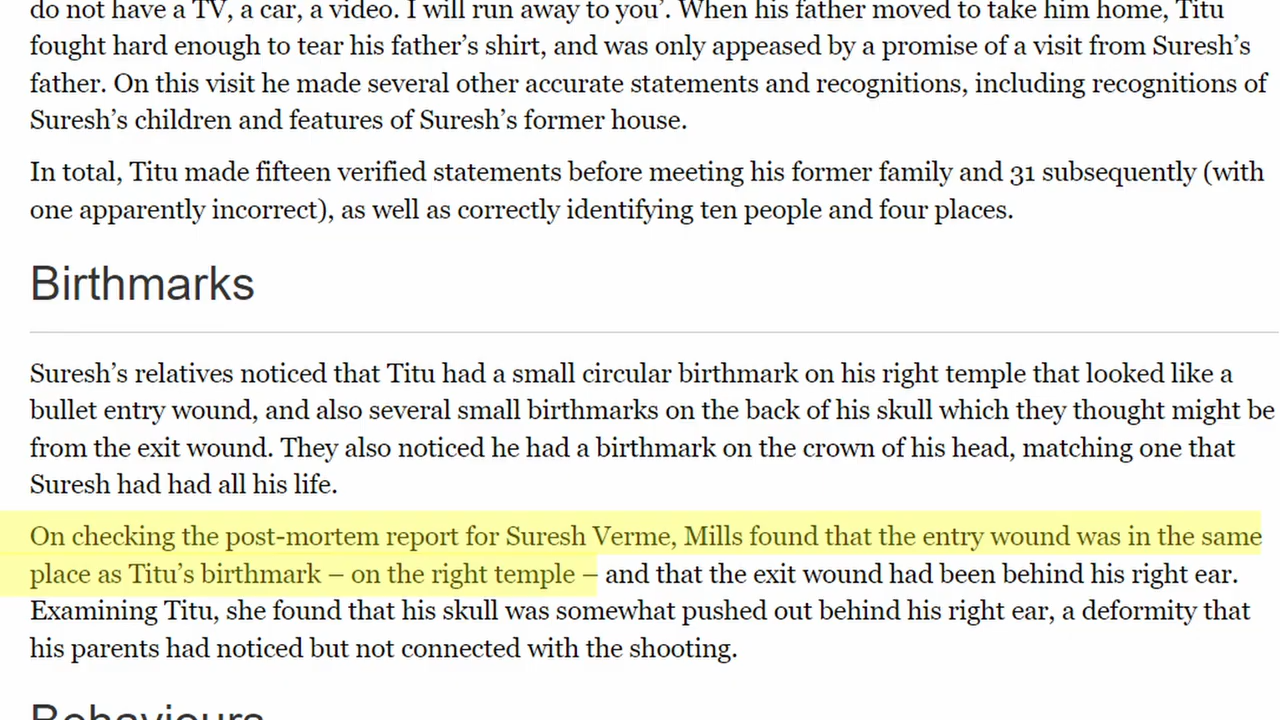 do not have a TV, a car, a video. I will run away to you’. When his father moved to take him home, Titu
fought hard enough to tear his father’s shirt, and was only appeased by a promise of a visit from Suresh’s
father. On this visit he made several other accurate statements and recognitions, including recognitions of
Suresh’s children and features of Suresh’s former house.
In total, Titu made fifteen verified statements before meeting his former family and 31 subsequently (with
one apparently incorrect), as well as correctly identifying ten people and four places.
Birthmarks
Suresh’s relatives noticed that Titu had a small circular birthmark on his right temple that looked like a
bullet entry wound, and also several small birthmarks on the back of his skull which they thought might be
from the exit wound. They also noticed he had a birthmark on the crown of his head, matching one that
Suresh had had all his life.
On checking the post-mortem report for Suresh Verme, Mills found that the entry wound was in the same
place as Titu’s birthmark – on the right temple – and that the exit wound had been behind his right ear.
Examining Titu, she found that his skull was somewhat pushed out behind his right ear, a deformity that
his parents had noticed but not connected with the shooting.
Behaviours